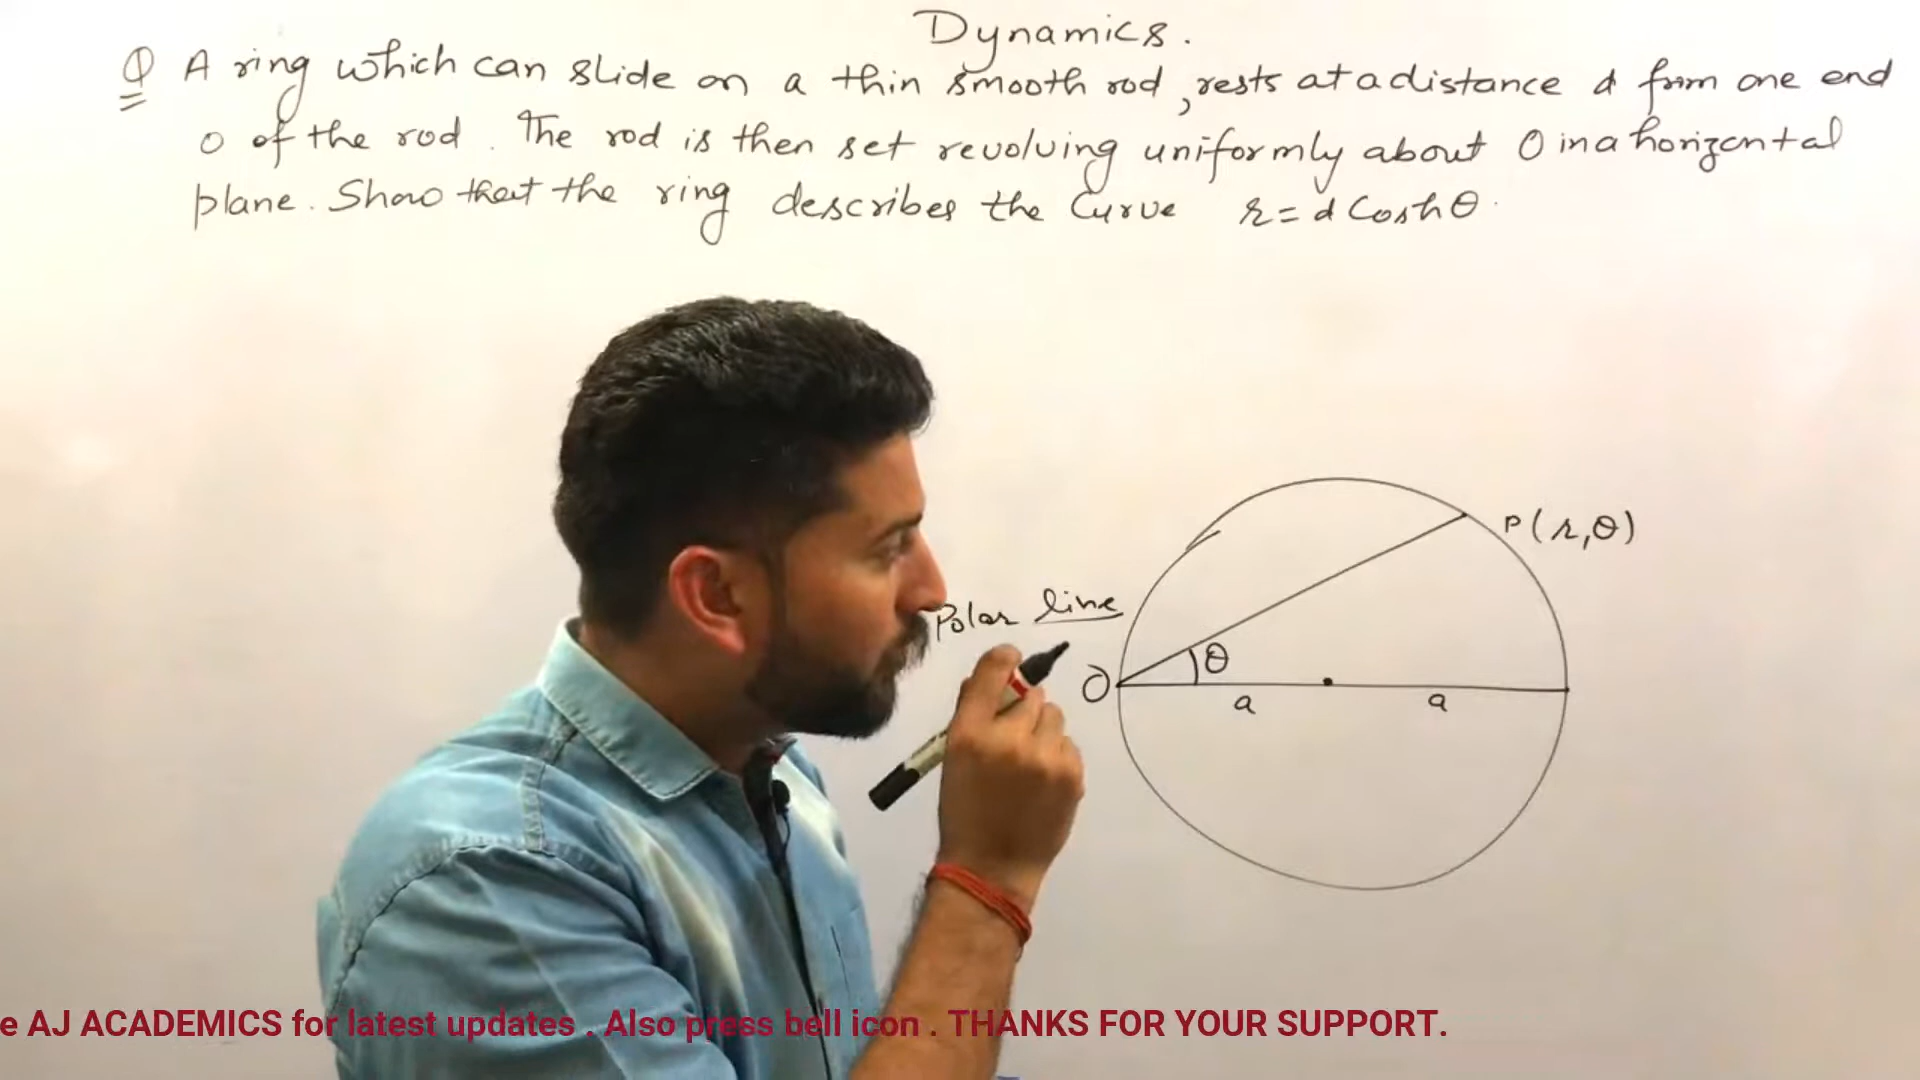 Dynamics.
Q A ring which can slide on a thin smooth rod, rests at a distance d from one end
O of the rod. The rod is then set revolving uniformly about O in a horizontal
plane. Show that the ring describes the Curve r = d Cosh θ.
P(r,θ)
Polar line
O θ
a a
e AJ ACADEMICS for latest updates . Also press bell icon . THANKS FOR YOUR SUPPORT.